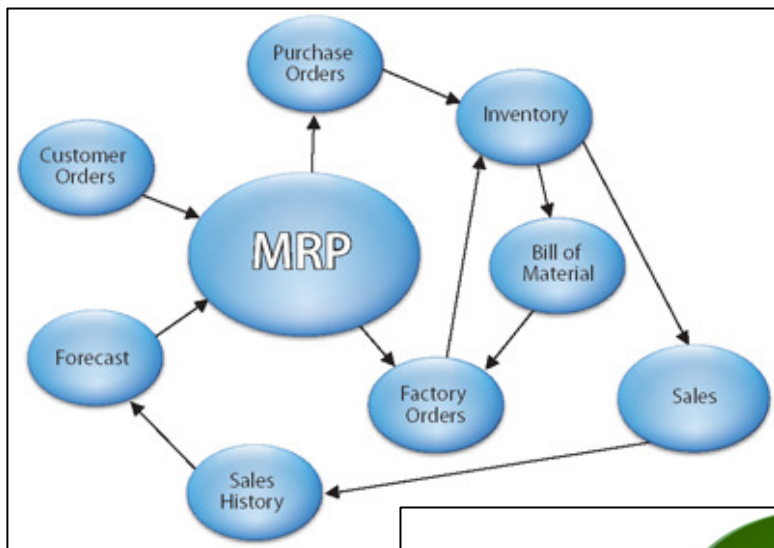 Purchase
Orders
Inventory
Customer
Orders
MRP
Bill of
Material
Forecast
Factory
Orders
Sales
Sales
History